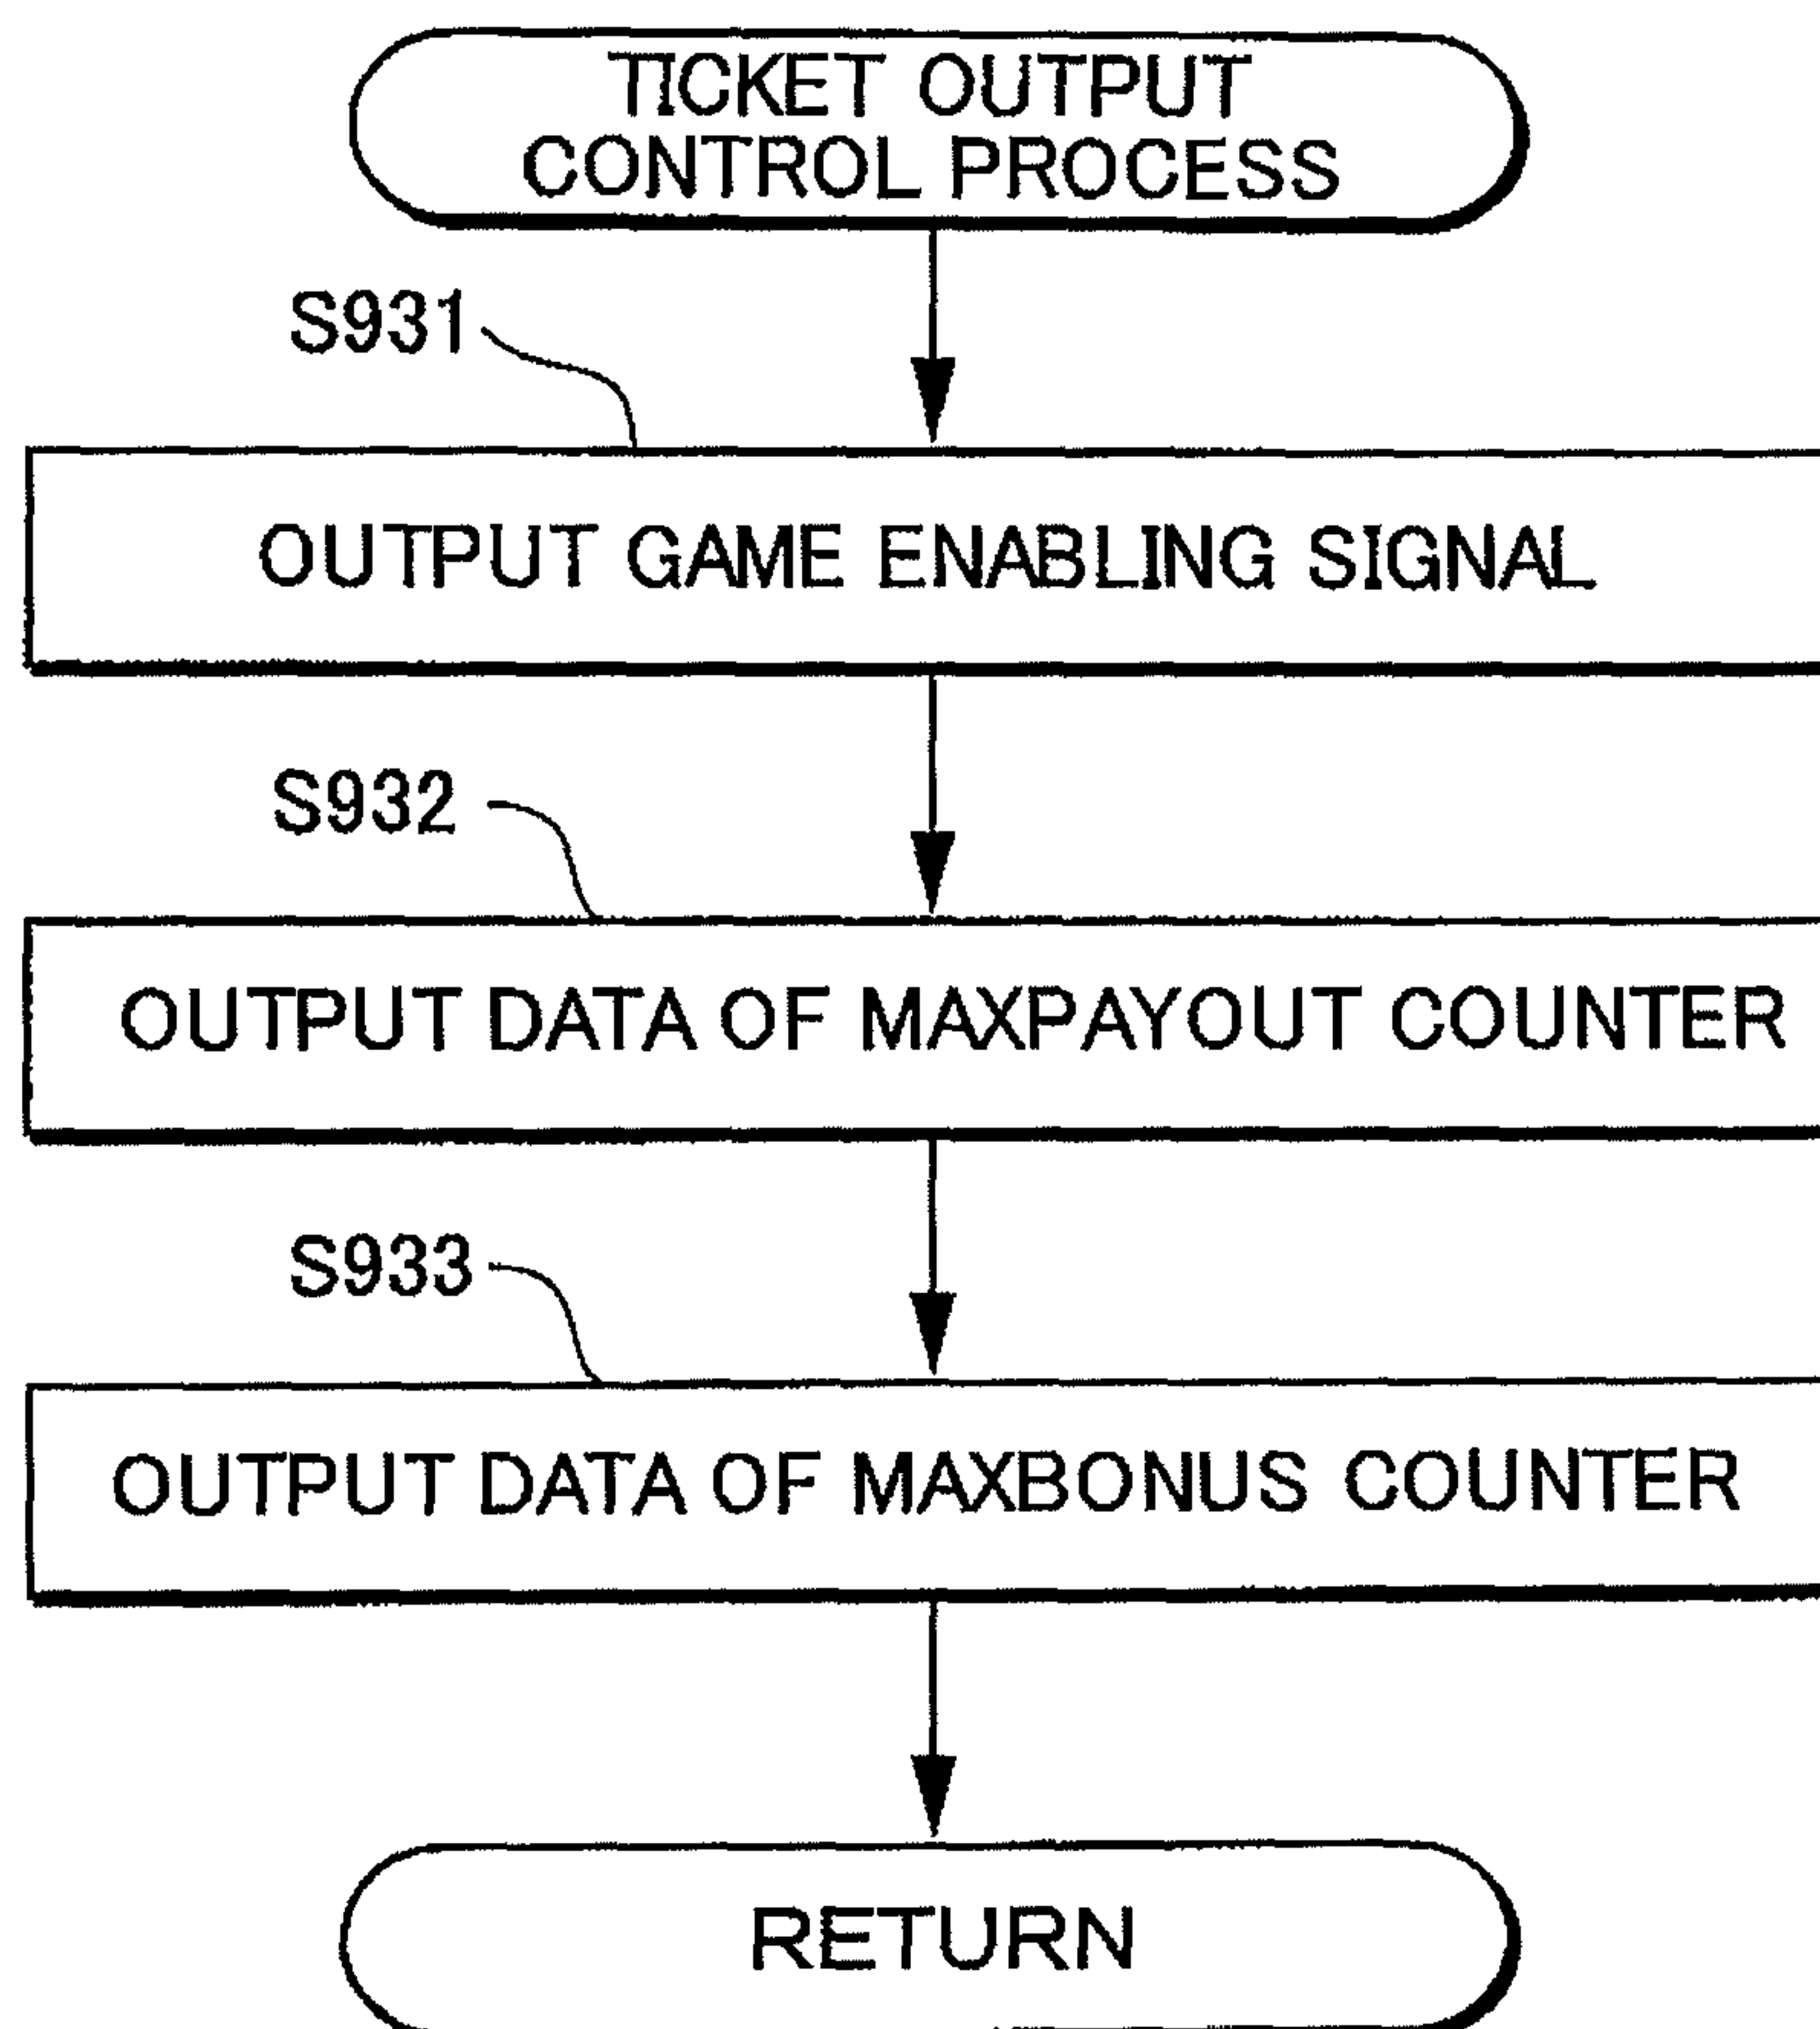 TICKET OUTPUT
CONTROL PROCESS
S931
OUTPUT GAME ENABLING SIGNAL
S932
OUTPUT DATA OF MAXPAYOUT COUNTER
S933
OUTPUT DATA OF MAXBONUS COUNTER
RETURN